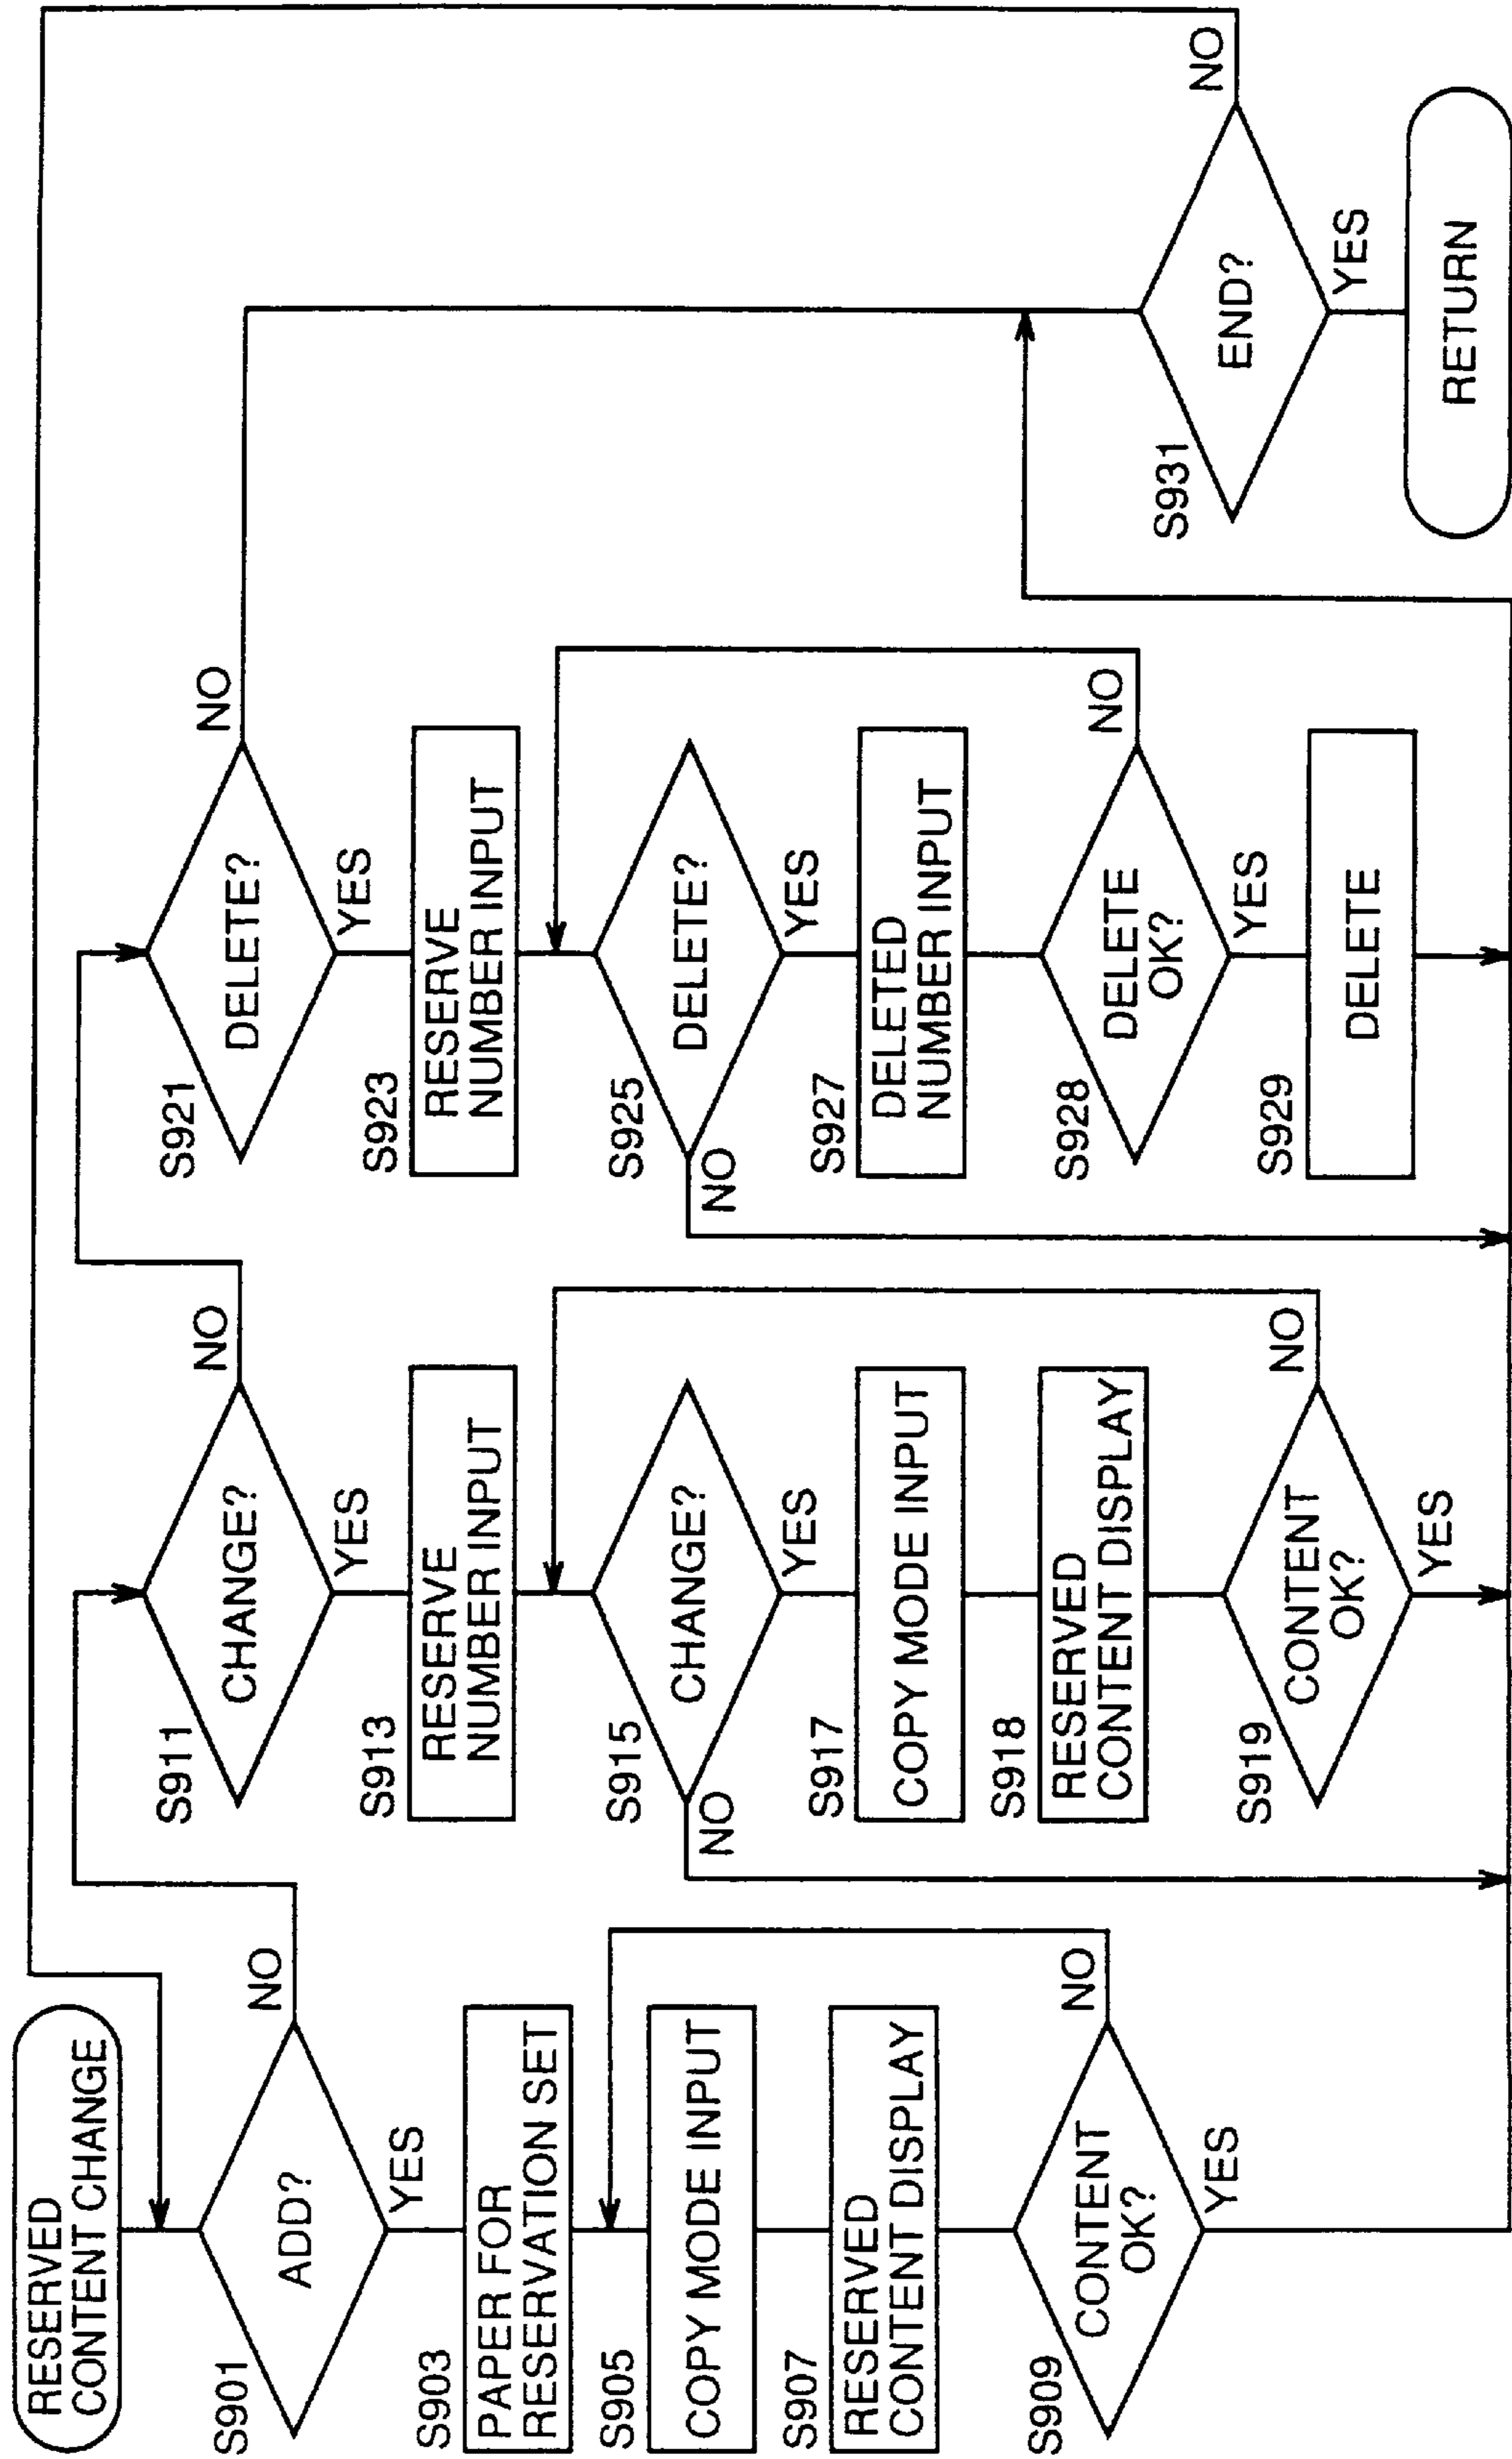 RESERVED
CONTENT CHANGE
S901
ADD?
NO
YES
S903
PAPER FOR
RESERVATION SET
S905
COPY MODE INPUT
S907
RESERVED
CONTENT DISPLAY
S909
CONTENT
OK?
NO
YES
S911
CHANGE?
NO
YES
S913
RESERVE
NUMBER INPUT
S915
CHANGE?
NO
YES
S917
COPY MODE INPUT
S918
RESERVED
CONTENT DISPLAY
S919
CONTENT
OK?
NO
YES
S921
DELETE?
NO
YES
S923
RESERVE
NUMBER INPUT
S925
DELETE?
NO
YES
S927
DELETED
NUMBER INPUT
S928
DELETE
OK?
NO
YES
S929
DELETE
S931
END?
NO
YES
RETURN